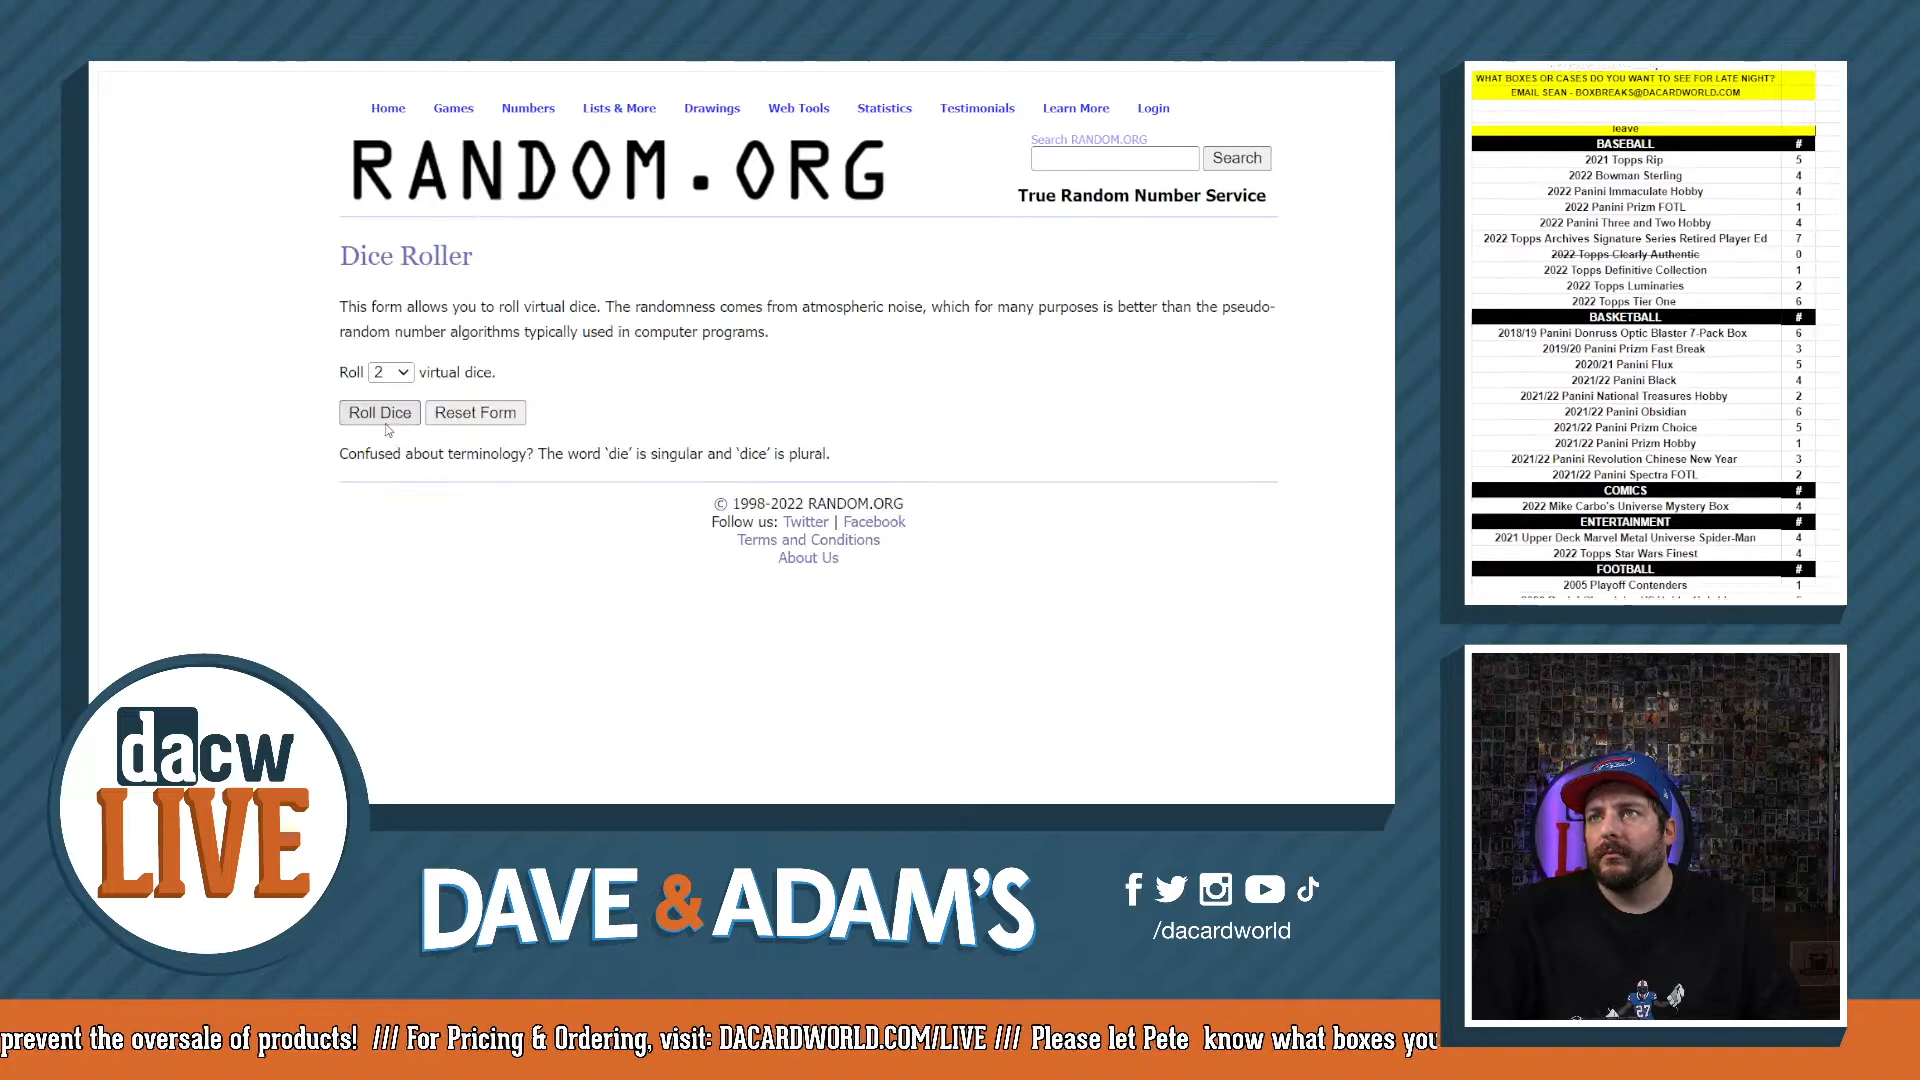 Home Games Numbers Lists & More Drawings Web Tools Statistics Testimonials Learn More Login
RANDOM.ORG
Search RANDOM.ORG
Search
True Random Number Service
Dice Roller
This form allows you to roll virtual dice. The randomness comes from atmospheric noise, which for many purposes is better than the pseudo-
random number algorithms typically used in computer programs.
Roll 2 virtual dice.
Roll Dice Reset Form
Confused about terminology? The word ‘die’ is singular and ‘dice’ is plural.
© 1998-2022 RANDOM.ORG
Follow us: Twitter | Facebook
Terms and Conditions
About Us
WHAT BOXES OR CASES DO YOU WANT TO SEE FOR LATE NIGHT?
EMAIL SEAN - BOXBREAKS@DACARDWORLD.COM
leave
BASEBALL #
2021 Topps Rip 5
2022 Bowman Sterling 4
2022 Panini Immaculate Hobby 4
2022 Panini Prizm FOTL 1
2022 Panini Three and Two Hobby 4
2022 Topps Archives Signature Series Retired Player Ed 7
2022 Topps Clearly Authentic 0
2022 Topps Definitive Collection 1
2022 Topps Luminaries 2
2022 Topps Tier One 6
BASKETBALL #
2018/19 Panini Donruss Optic Blaster 7-Pack Box 6
2019/20 Panini Prizm Fast Break 3
2020/21 Panini Flux 5
2021/22 Panini Black 4
2021/22 Panini National Treasures Hobby 2
2021/22 Panini Obsidian 6
2021/22 Panini Prizm Choice 5
2021/22 Panini Prizm Hobby 1
2021/22 Panini Revolution Chinese New Year 3
2021/22 Panini Spectra FOTL 2
COMICS #
2022 Mike Carbo's Universe Mystery Box 4
ENTERTAINMENT #
2021 Upper Deck Marvel Metal Universe Spider-Man 4
2022 Topps Star Wars Finest 4
FOOTBALL #
2005 Playoff Contenders 1
dacw
LIVE
DAVE & ADAM'S
/dacardworld
27
prevent the oversale of products! /// For Pricing & Ordering, visit: DACARDWORLD.COM/LIVE /// Please let Pete know what boxes you